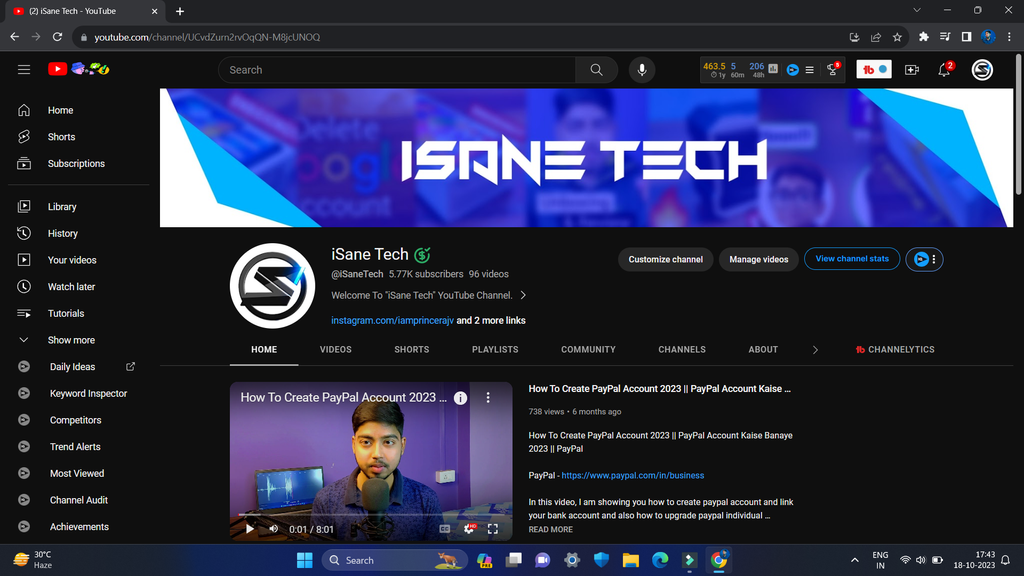 (2) iSane Tech - YouTube
youtube.com/channel/UCvdZurn2rvOqQN-M8jcUNOQ
Search
463.5 5 206
1y 60m 48h
8
tb
2
Home
Shorts
Subscriptions
Library
History
Your videos
Watch later
Tutorials
Show more
Daily Ideas
Keyword Inspector
Competitors
Trend Alerts
Most Viewed
Channel Audit
Achievements
Delete
Account
ISANE TECH
iSane Tech
@iSaneTech 5.77K subscribers 96 videos
Welcome To "iSane Tech" YouTube Channel.
instagram.com/iamprincerajv and 2 more links
Customize channel
Manage videos
View channel stats
HOME
VIDEOS
SHORTS
PLAYLISTS
COMMUNITY
CHANNELS
ABOUT
tb CHANNELYTICS
How To Create PayPal Account 2023 ...
0:01 / 8:01
CC
HD
How To Create PayPal Account 2023 || PayPal Account Kaise ...
738 views • 6 months ago
How To Create PayPal Account 2023 || PayPal Account Kaise Banaye
2023 || PayPal
PayPal - https://www.paypal.com/in/business
In this video, I am showing you how to create paypal account and link
your bank account and also how to upgrade paypal individual ...
READ MORE
30°C
Haze
Search
ENG
IN
17:43
18-10-2023